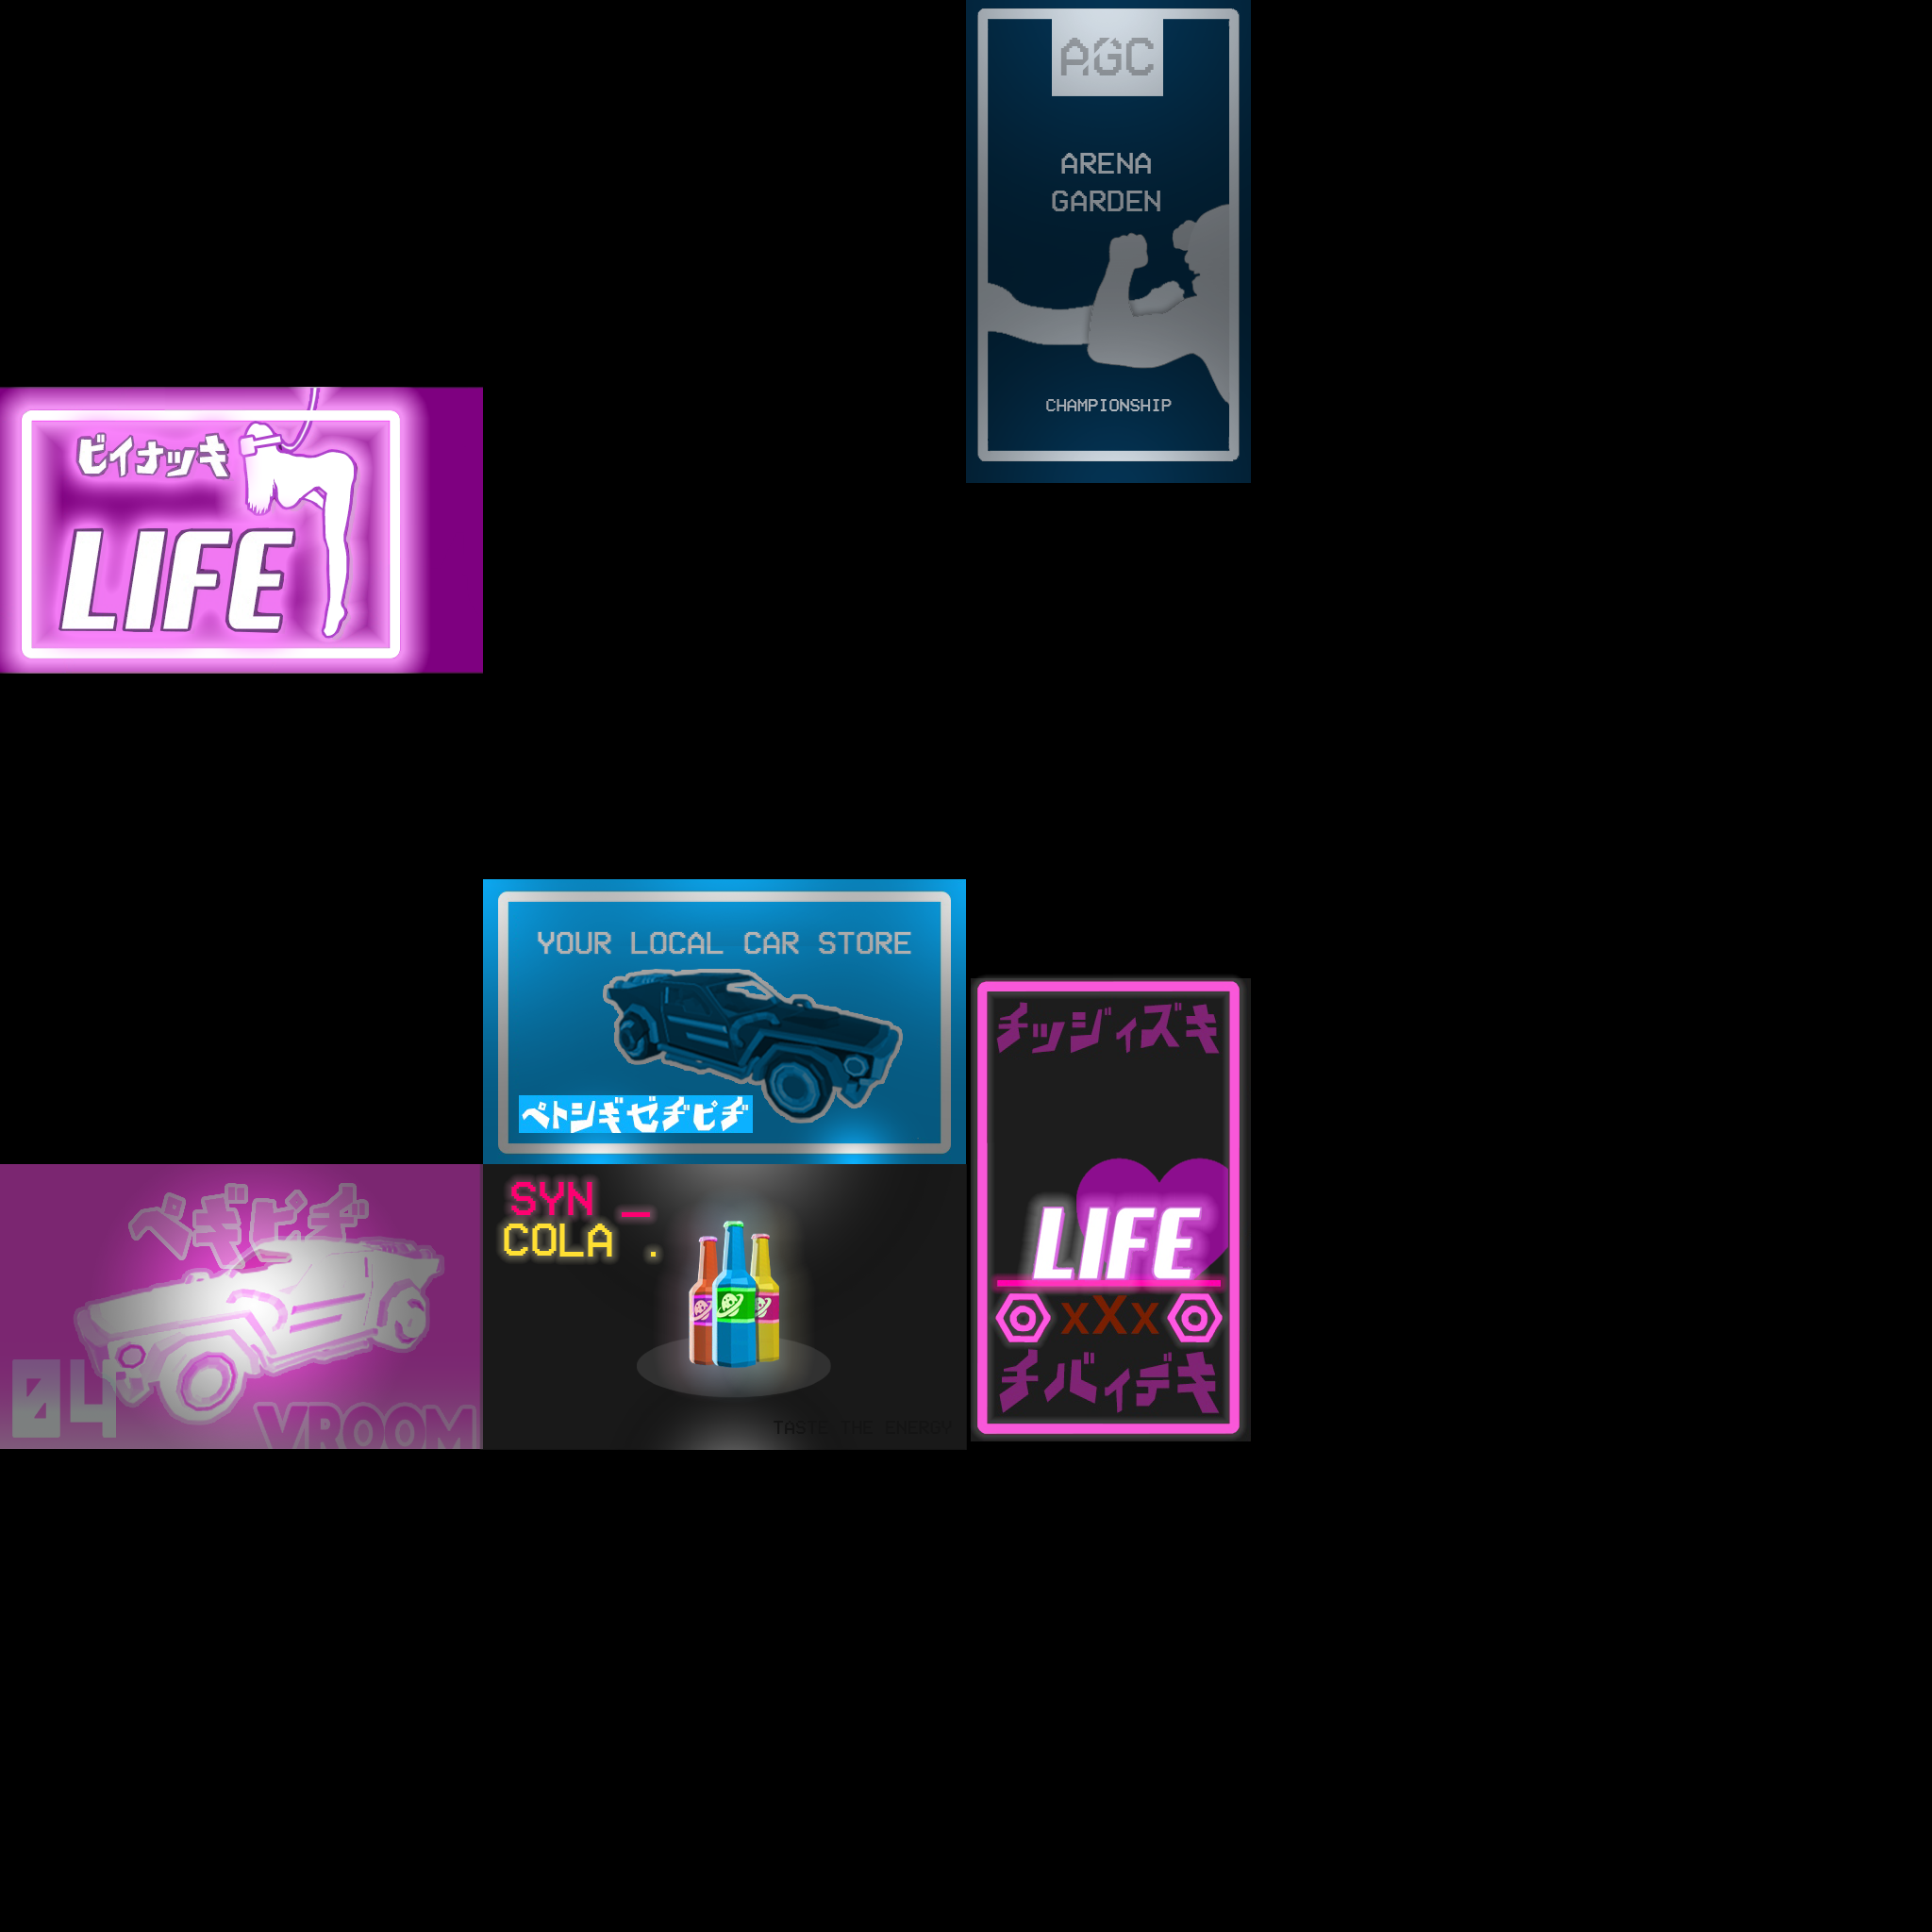 AGC
ARENA
GARDEN
CHAMPIONSHIP
ビイナッキ
LIFE
YOUR LOCAL CAR STORE
ペトシギゼヂピヂ
チッジィズキ
LIFE
XXX
チバィデキ
ペギピヂ
04
VROOM
SYN _
COLA .
TASTE THE ENERGY